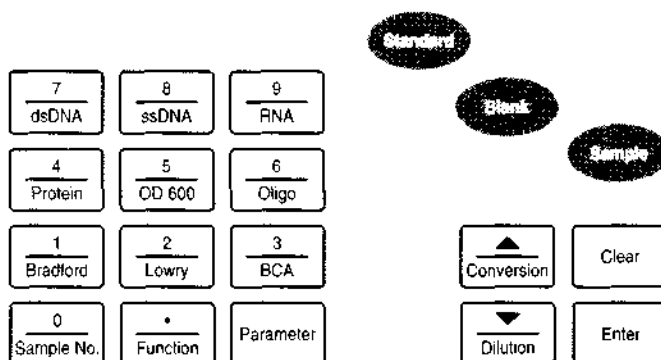 Standard
Blank
Sample
7 8 9
dsDNA ssDNA RNA
4 5 6
Protein OD 600 Oligo
1 2 3
Bradford Lowry BCA
▲
Conversion Clear
0 •
Sample No. Function Parameter
▼
Dilution Enter